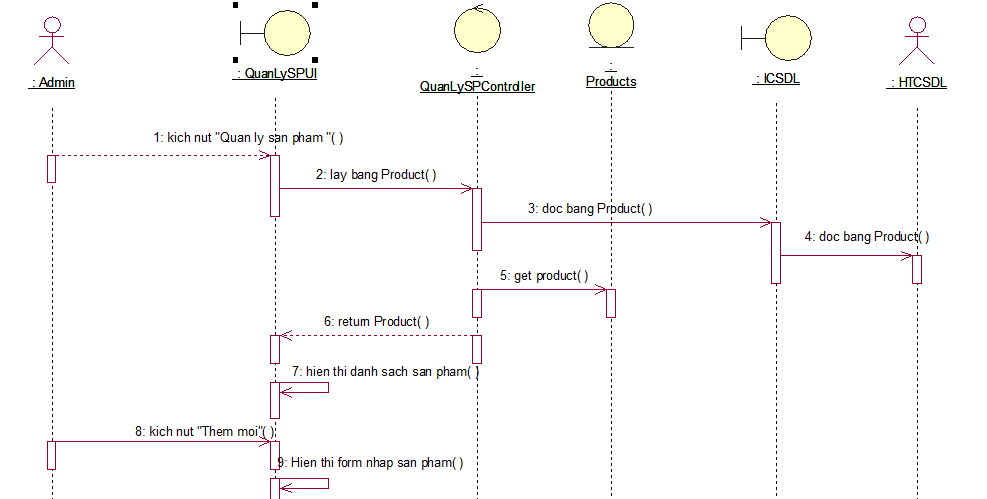 : Admin
: QuanLySPUI
:
QuanLySPController
:
Products
: ICSDL
: HTCSDL
1: kich nut "Quan ly san pham "( )
2: lay bang Product( )
3: doc bang Product( )
4: doc bang Product( )
5: get product( )
6: return Product( )
7: hien thi danh sach san pham( )
8: kich nut "Them moi"( )
9: Hien thi form nhap san pham( )